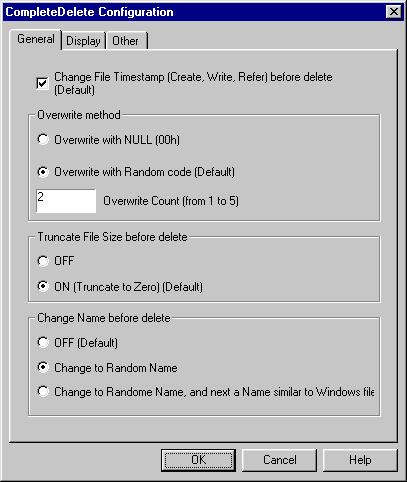 CompleteDelete Configuration
General
Display
Other
Change File Timestamp (Create, Write, Refer) before delete
(Default)
Overwrite method
Overwrite with NULL (00h)
Overwrite with Random code (Default)
2
Overwrite Count (from 1 to 5)
Truncate File Size before delete
OFF
ON (Truncate to Zero) (Default)
Change Name before delete
OFF (Default)
Change to Random Name
Change to Randome Name, and next a Name similar to Windows file
OK
Cancel
Help